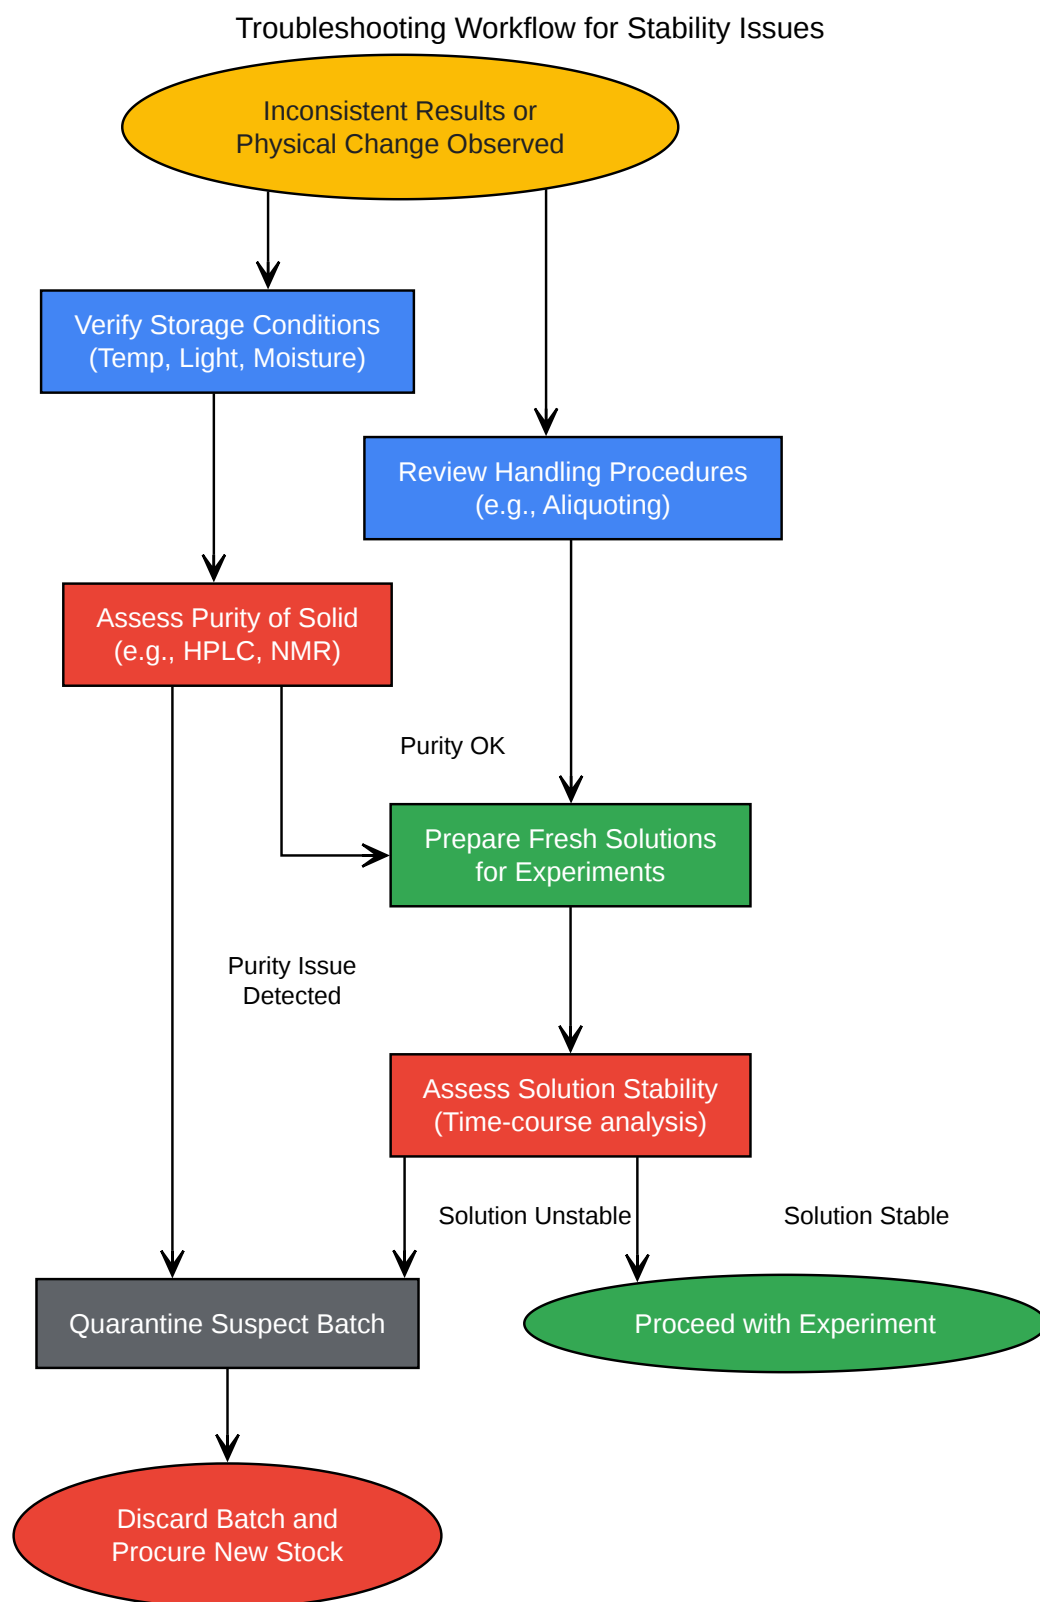 Troubleshooting Workflow for Stability Issues
Inconsistent Results or
Physical Change Observed
Verify Storage Conditions
(Temp, Light, Moisture)
Review Handling Procedures
(e.g., Aliquoting)
Assess Purity of Solid
(e.g., HPLC, NMR)
Purity OK
Prepare Fresh Solutions
for Experiments
Purity Issue
Detected
Assess Solution Stability
(Time-course analysis)
Solution Unstable
Solution Stable
Quarantine Suspect Batch
Proceed with Experiment
Discard Batch and
Procure New Stock